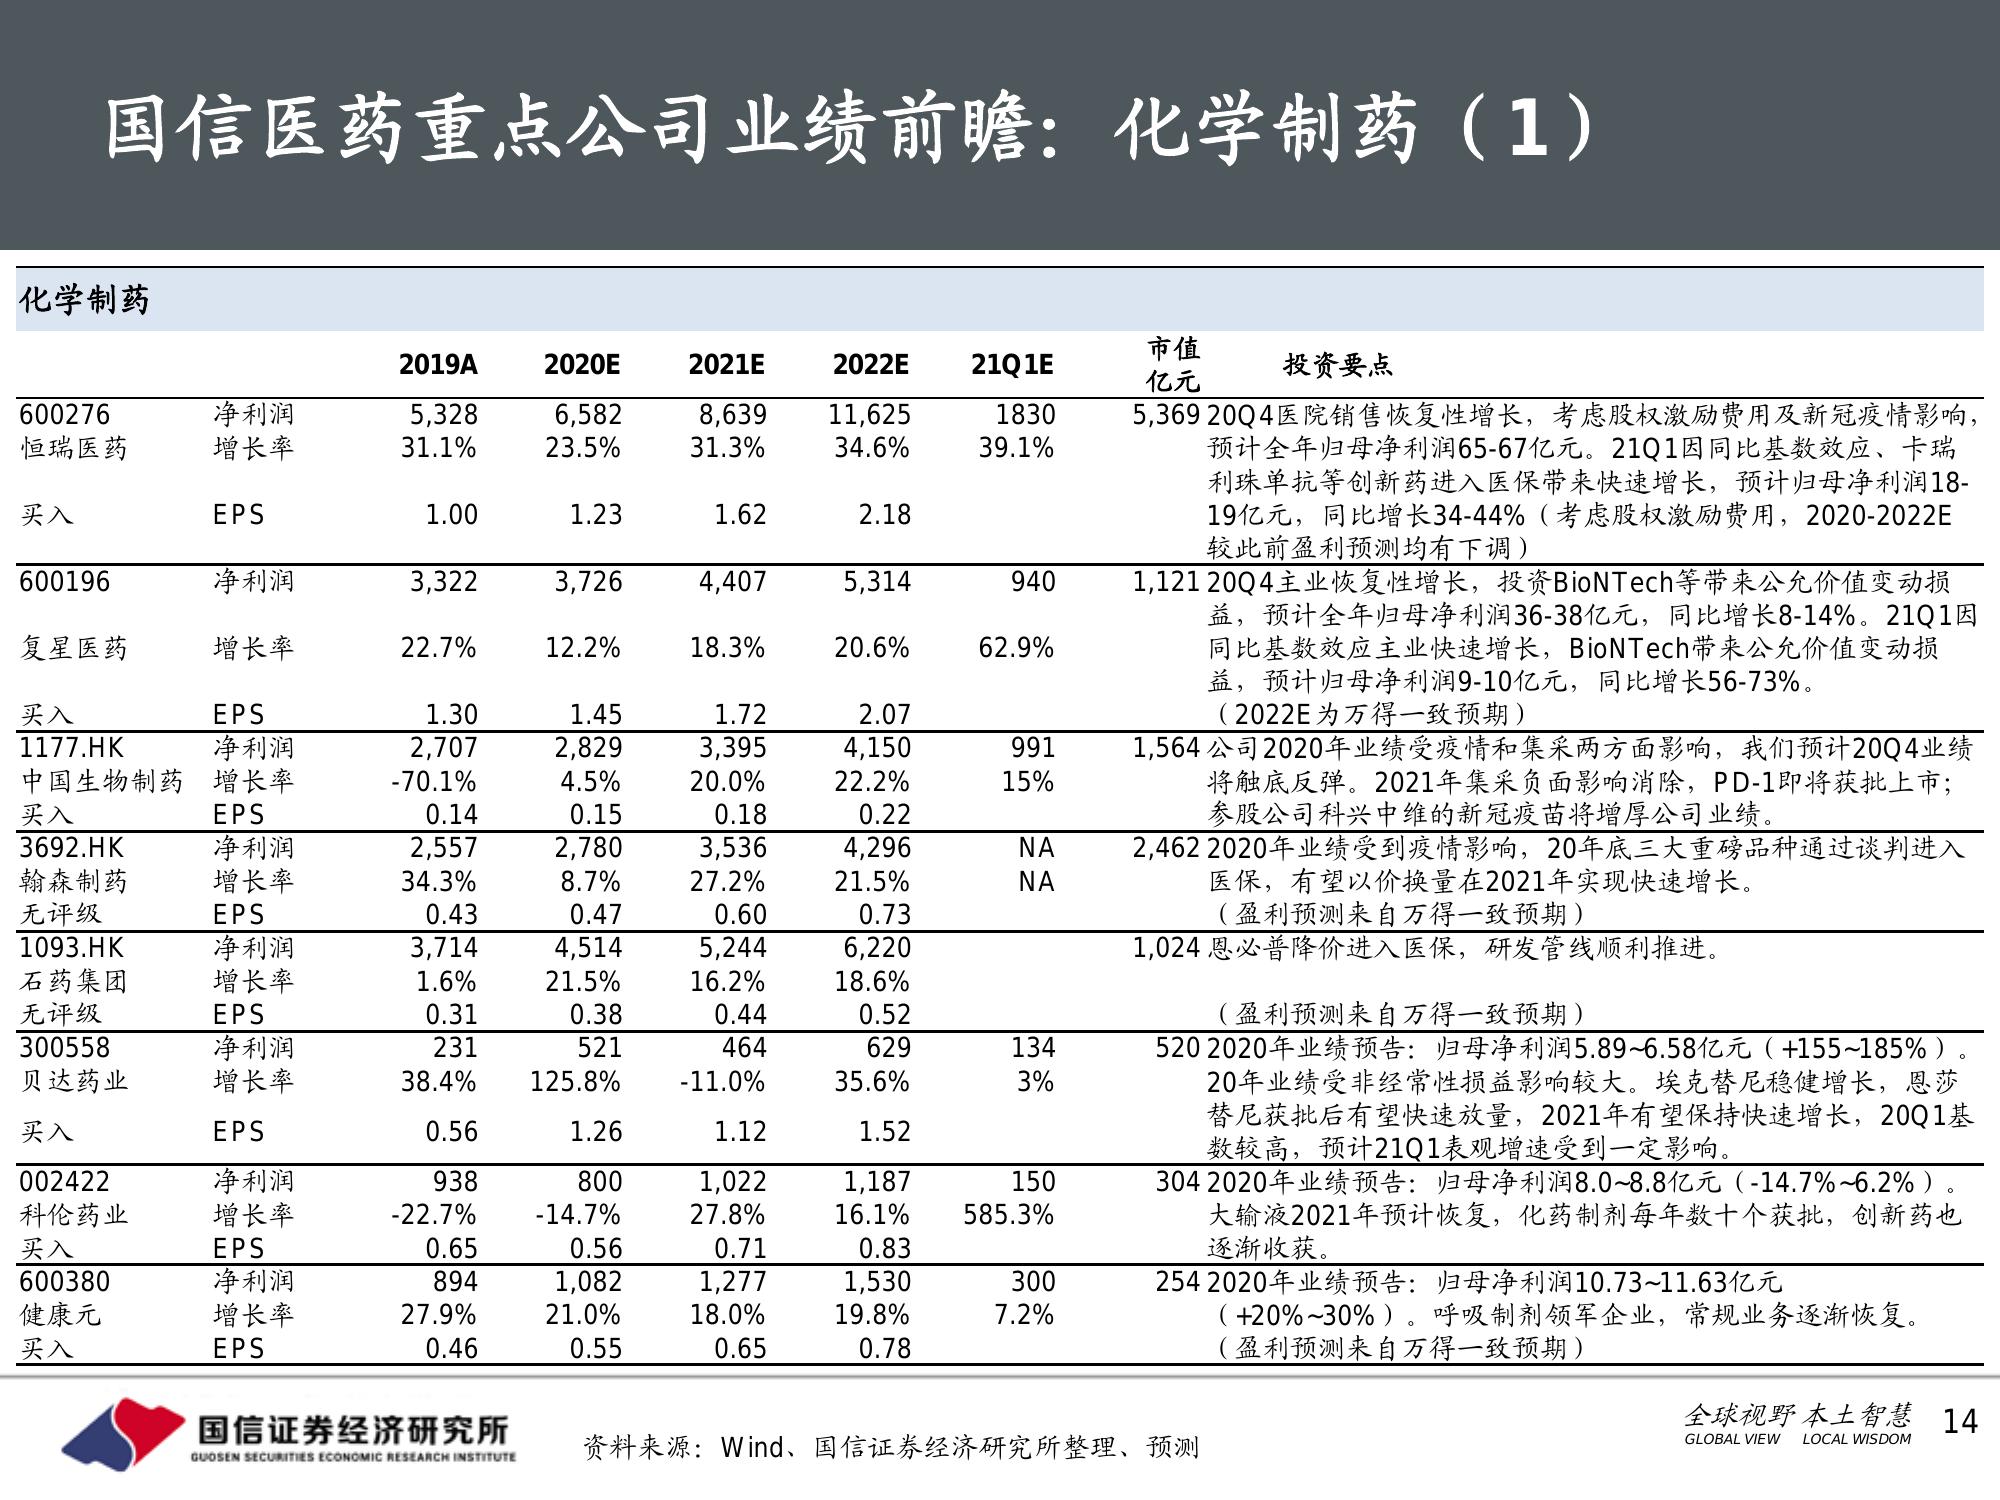 国信医药重点公司业绩前瞻：化学制药（1）
化学制药
2019A 2020E 2021E 2022E 21Q1E 市值 亿元 投资要点
600276 净利润 5,328 6,582 8,639 11,625 1830 5,369 20Q4医院销售恢复性增长，考虑股权激励费用及新冠疫情影响，
恒瑞医药 增长率 31.1% 23.5% 31.3% 34.6% 39.1% 预计全年归母净利润65-67亿元。21Q1因同比基数效应、卡瑞
利珠单抗等创新药进入医保带来快速增长，预计归母净利润18-
买入 EPS 1.00 1.23 1.62 2.18 19亿元，同比增长34-44%（考虑股权激励费用，2020-2022E
较此前盈利预测均有下调）
600196 净利润 3,322 3,726 4,407 5,314 940 1,121 20Q4主业恢复性增长，投资BioNTech等带来公允价值变动损
益，预计全年归母净利润36-38亿元，同比增长8-14%。21Q1因
复星医药 增长率 22.7% 12.2% 18.3% 20.6% 62.9% 同比基数效应主业快速增长，BioNTech带来公允价值变动损
益，预计归母净利润9-10亿元，同比增长56-73%。
买入 EPS 1.30 1.45 1.72 2.07 （2022E为万得一致预期）
1177.HK 净利润 2,707 2,829 3,395 4,150 991 1,564 公司2020年业绩受疫情和集采两方面影响，我们预计20Q4业绩
中国生物制药 增长率 -70.1% 4.5% 20.0% 22.2% 15% 将触底反弹。2021年集采负面影响消除，PD-1即将获批上市；
买入 EPS 0.14 0.15 0.18 0.22 参股公司科兴中维的新冠疫苗将增厚公司业绩。
3692.HK 净利润 2,557 2,780 3,536 4,296 NA 2,462 2020年业绩受到疫情影响，20年底三大重磅品种通过谈判进入
翰森制药 增长率 34.3% 8.7% 27.2% 21.5% NA 医保，有望以价换量在2021年实现快速增长。
无评级 EPS 0.43 0.47 0.60 0.73 （盈利预测来自万得一致预期）
1093.HK 净利润 3,714 4,514 5,244 6,220 1,024 恩必普降价进入医保，研发管线顺利推进。
石药集团 增长率 1.6% 21.5% 16.2% 18.6%
无评级 EPS 0.31 0.38 0.44 0.52 （盈利预测来自万得一致预期）
300558 净利润 231 521 464 629 134 520 2020年业绩预告：归母净利润5.89~6.58亿元（+155~185%）。
贝达药业 增长率 38.4% 125.8% -11.0% 35.6% 3% 20年业绩受非经常性损益影响较大。埃克替尼稳健增长，恩莎
替尼获批后有望快速放量，2021年有望保持快速增长，20Q1基
买入 EPS 0.56 1.26 1.12 1.52
数较高，预计21Q1表观增速受到一定影响。
002422 净利润 938 800 1,022 1,187 150 304 2020年业绩预告：归母净利润8.0~8.8亿元（-14.7%~6.2%）。
科伦药业 增长率 -22.7% -14.7% 27.8% 16.1% 585.3% 大输液2021年预计恢复，化药制剂每年数十个获批，创新药也
买入 EPS 0.65 0.56 0.71 0.83 逐渐收获。
600380 净利润 894 1,082 1,277 1,530 300 254 2020年业绩预告：归母净利润10.73~11.63亿元
健康元 增长率 27.9% 21.0% 18.0% 19.8% 7.2% （+20%~30%）。呼吸制剂领军企业，常规业务逐渐恢复。
买入 EPS 0.46 0.55 0.65 0.78 （盈利预测来自万得一致预期）
国信证券经济研究所
GUOSEN SECURITIES ECONOMIC RESEARCH INSTITUTE
资料来源：Wind、国信证券经济研究所整理、预测
全球视野 本土智慧
GLOBAL VIEW LOCAL WISDOM
14